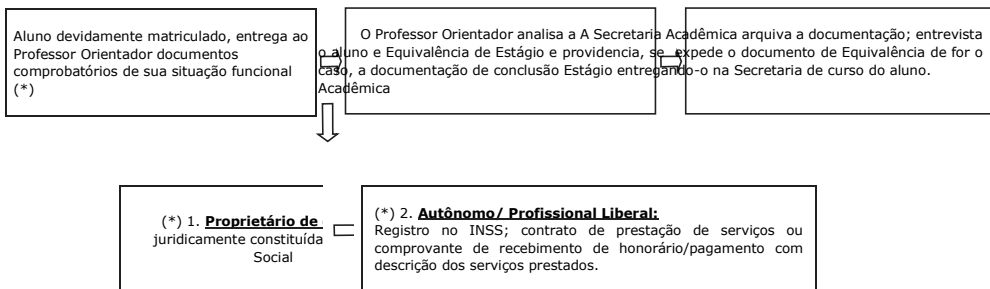 Aluno devidamente matriculado, entrega ao
Professor Orientador documentos
comprobatórios de sua situação funcional
(*)
O Professor Orientador analisa a A Secretaria Acadêmica arquiva a documentação; entrevista
o aluno e Equivalência de Estágio e providencia, se expede o documento de Equivalência de for o
caso, a documentação de conclusão Estágio entregando-o na Secretaria de curso do aluno.
Acadêmica
(*) 1. Proprietário de
juridicamente constituída
Social
(*) 2. Autônomo/ Profissional Liberal:
Registro no INSS; contrato de prestação de serviços ou
comprovante de recebimento de honorário/pagamento com
descrição dos serviços prestados.